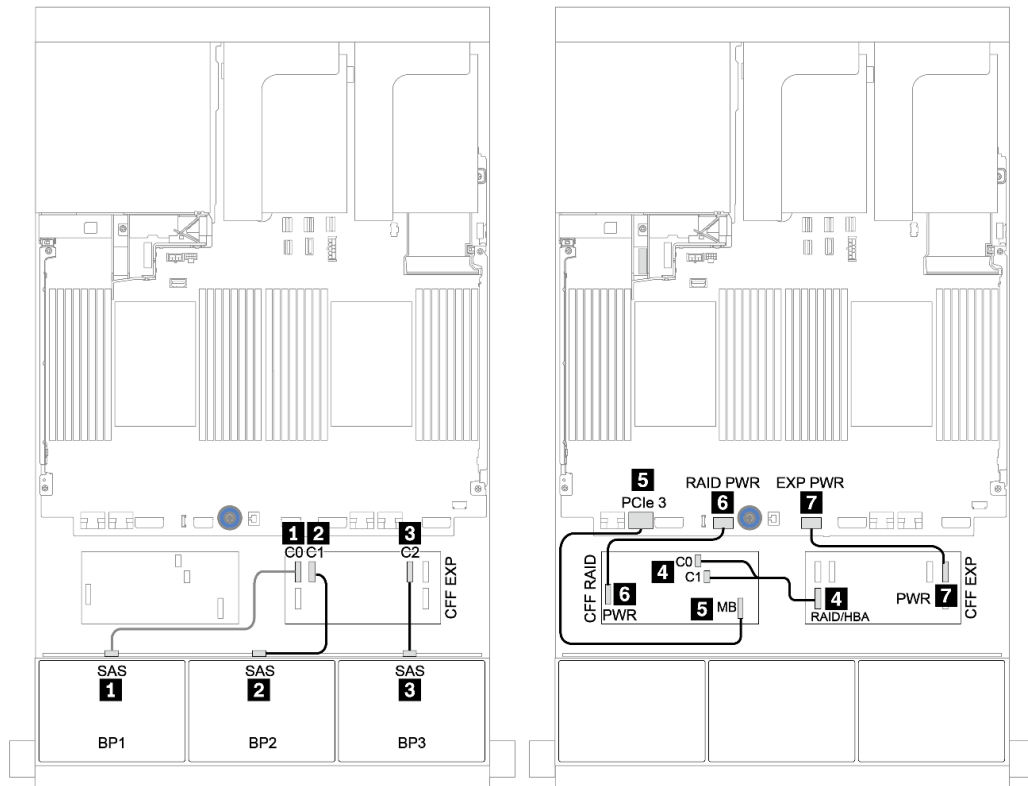 1 2 3
C0 C1 C2
CFF EXP
SAS SAS SAS
1 2 3
BP1 BP2 BP3
5 RAID PWR EXP PWR
PCIe 3 6 7
CFF RAID
C0
4 C1
6
PWR
5 MB
4
RAID/HBA
PWR 7
CFF EXP